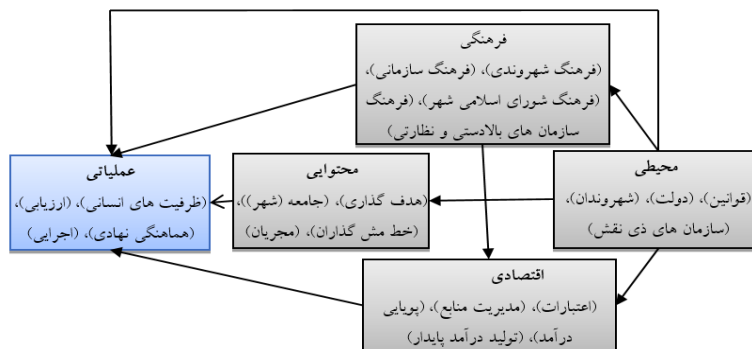 فرهنگی
(فرهنگ شهروندی)، (فرهنگ سازمانی)،
(فرهنگ شورای اسلامی شهر)، (فرهنگ
سازمان های بالادستی و نظارتی)
محیطی
(قوانین)، (دولت)، (شهروندان)،
(سازمان های ذی نقش)
محتوایی
(هدف گذاری)، (جامعه (شهر))،
(خط مش گذاران)، (مجریان)
عملیاتی
(ظرفیت های انسانی)، (ارزیابی)،
(هماهنگی نهادی)، (اجرایی)
اقتصادی
(اعتبارات)، (مدیریت منابع)، (پویایی
درآمد)، (تولید درآمد پایدار)